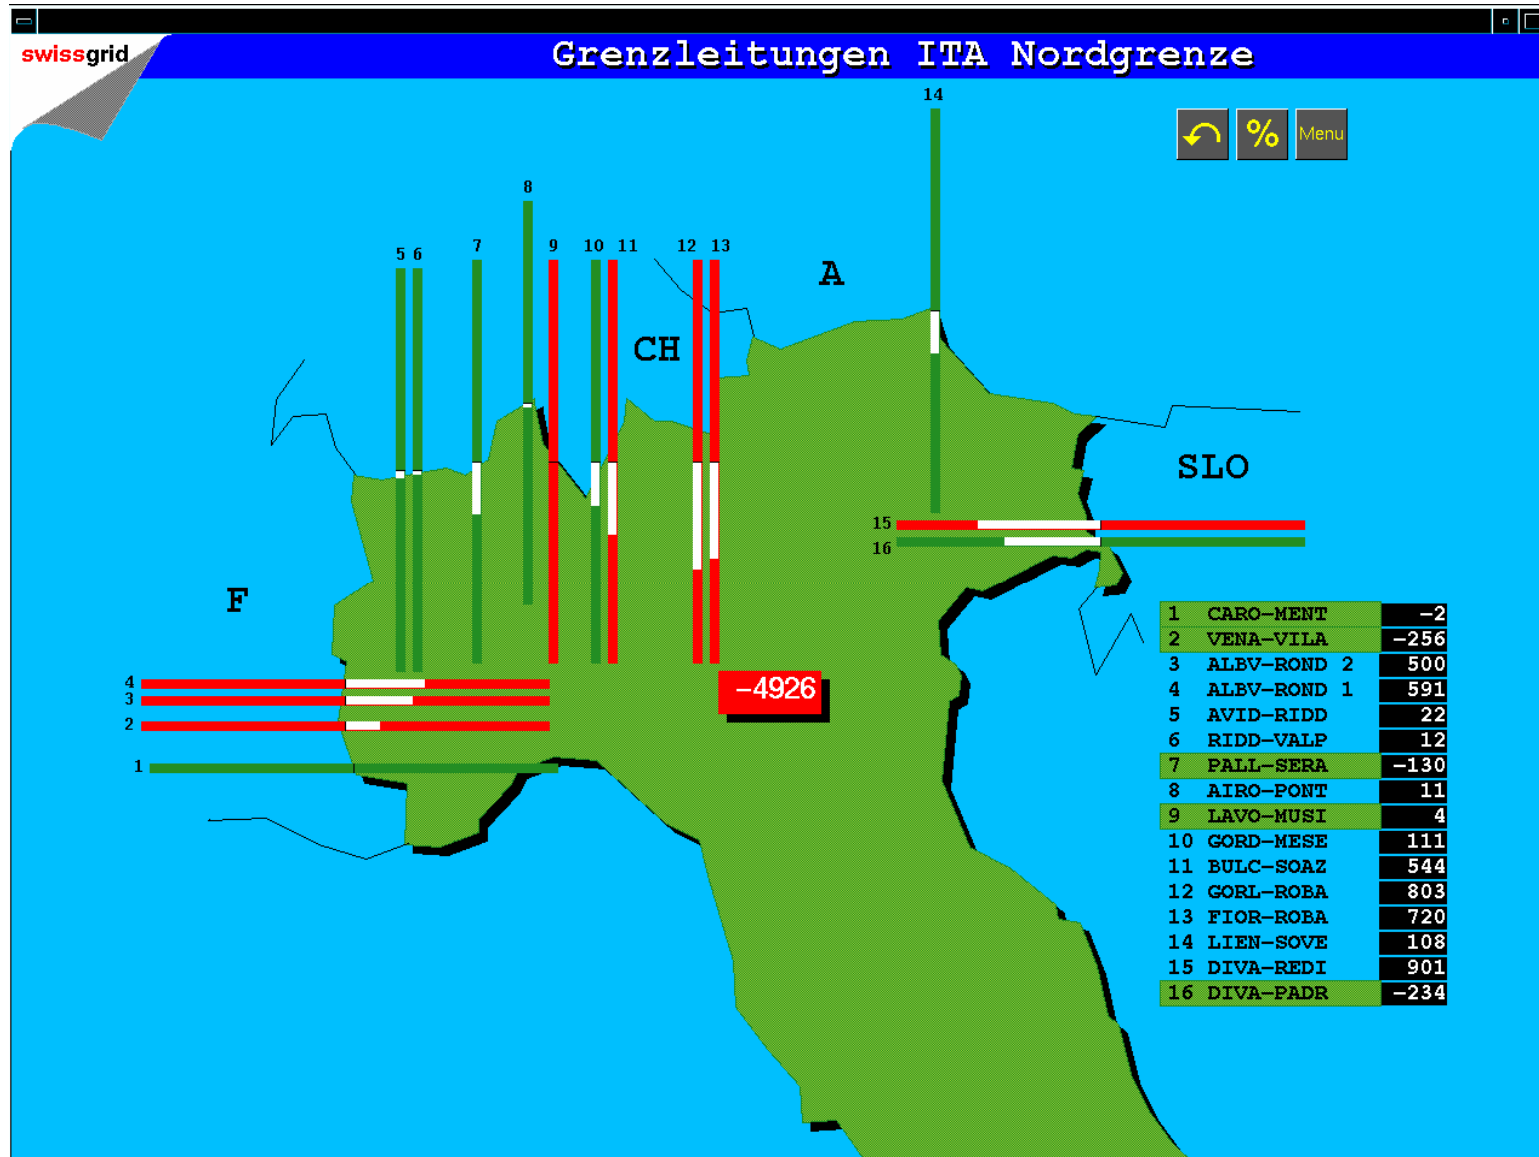 swissgrid
Grenzleitungen ITA Nordgrenze
% Menu
14
8
5 6 7 9 10 11 12 13
A
CH
SLO
15
16
F
4
3
2
1
-4926
1 CARO-MENT -2
2 VENA-VILA -256
3 ALBV-ROND 2 500
4 ALBV-ROND 1 591
5 AVID-RIDD 22
6 RIDD-VALP 12
7 PALL-SERA -130
8 AIRO-PONT 11
9 LAVO-MUSI 4
10 GORD-MESE 111
11 BULC-SOAZ 544
12 GORL-ROBA 803
13 FIOR-ROBA 720
14 LIEN-SOVE 108
15 DIVA-REDI 901
16 DIVA-PADR -234